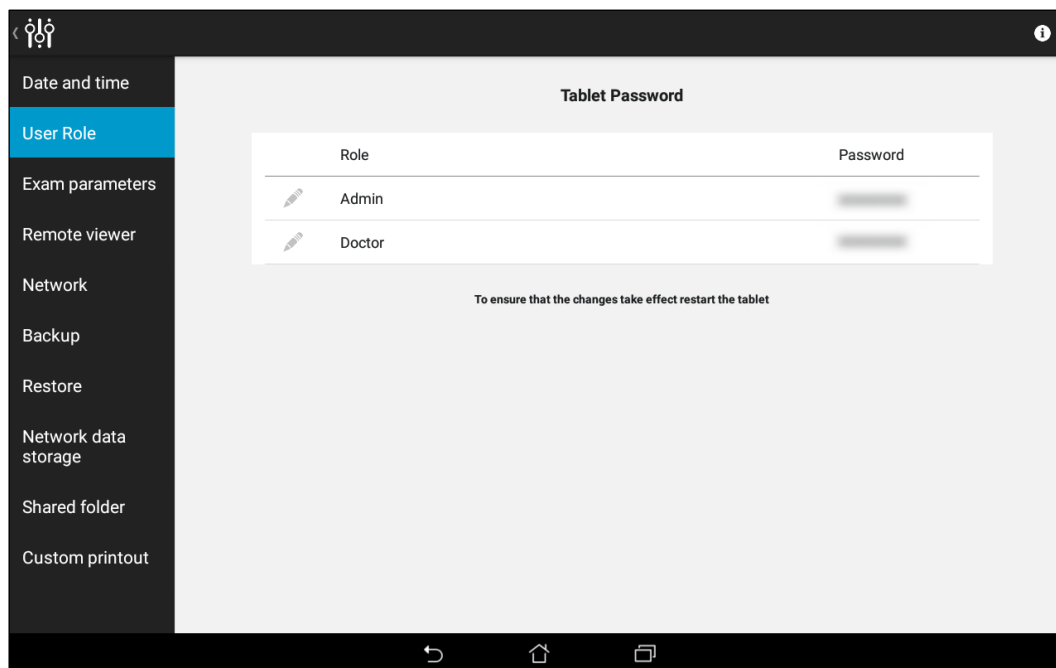 Date and time
User Role
Exam parameters
Remote viewer
Network
Backup
Restore
Network data
storage
Shared folder
Custom printout
Tablet Password
Role Password
Admin
Doctor
To ensure that the changes take effect restart the tablet